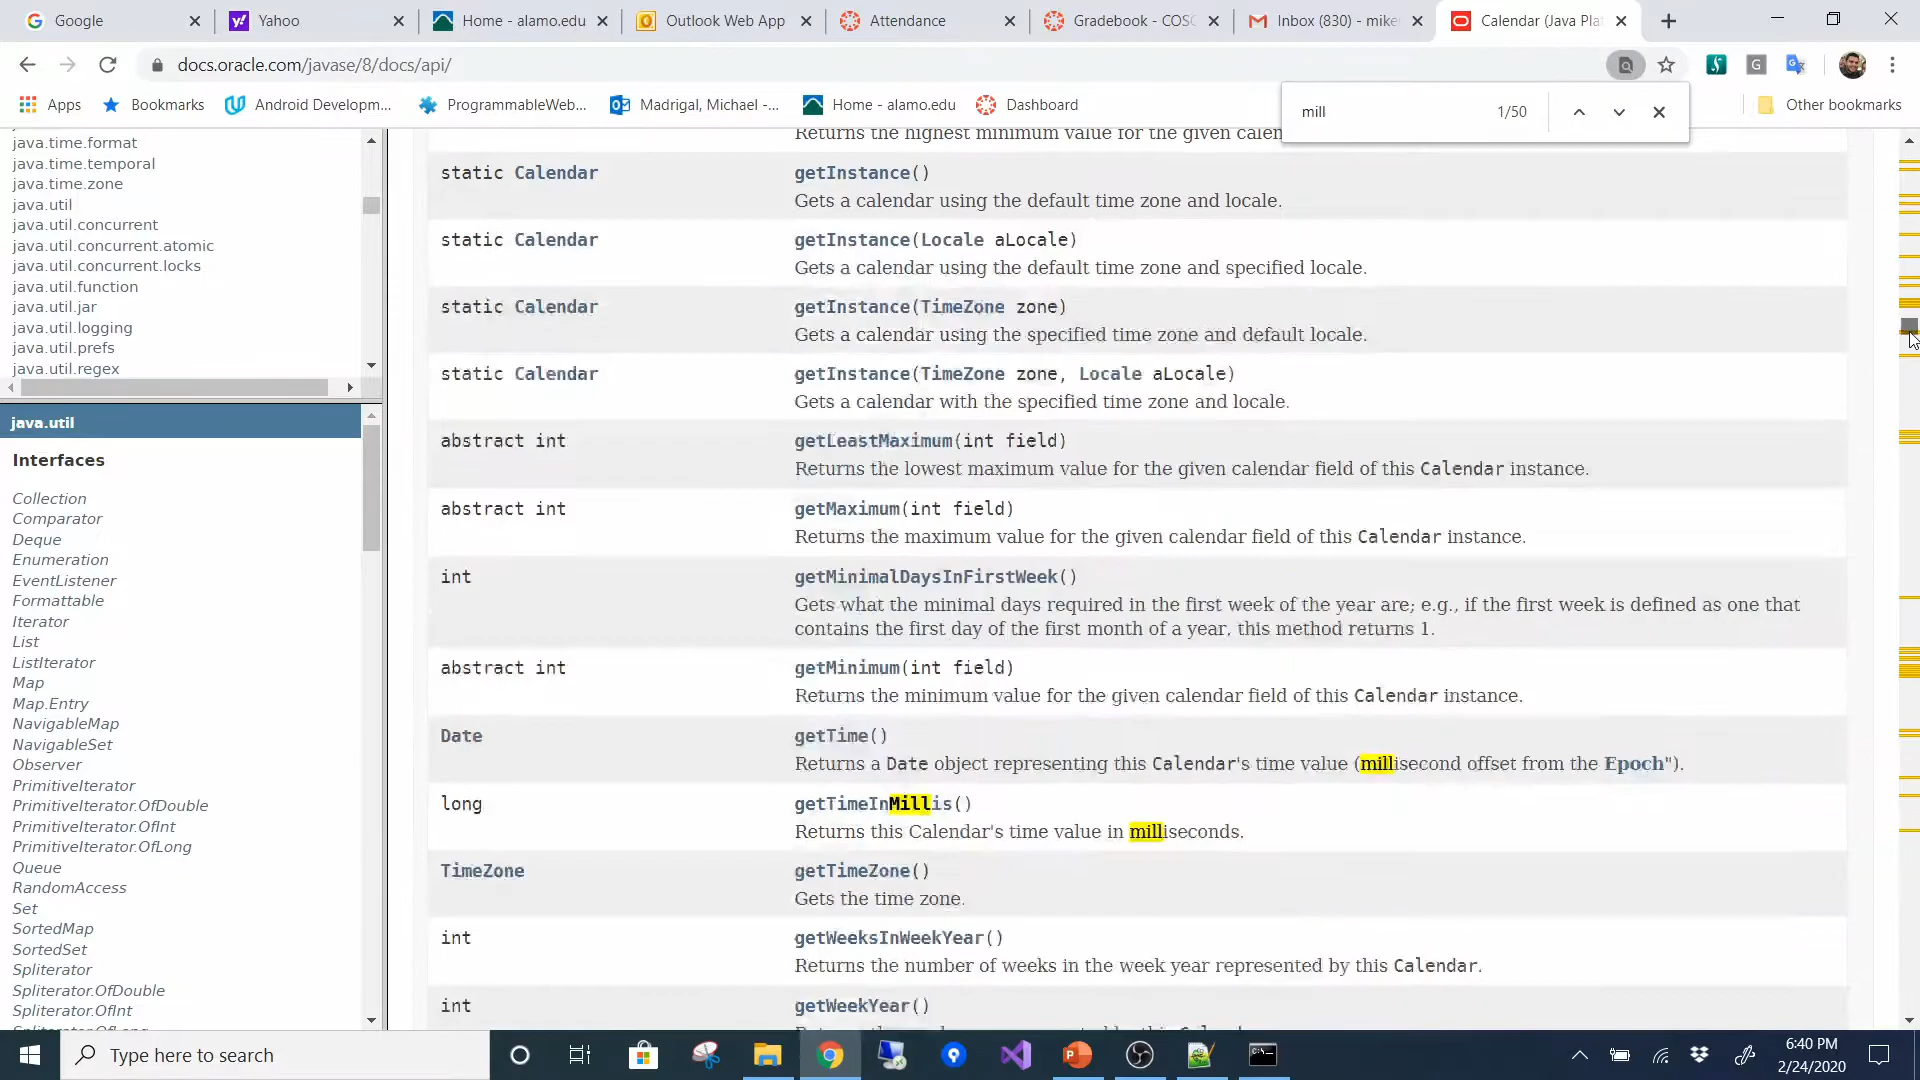 Google
Yahoo
Home - alamo.edu
Outlook Web App
Attendance
Gradebook - COSC
Inbox (830) - mike
Calendar (Java Pla
docs.oracle.com/javase/8/docs/api/
Apps
Bookmarks
Android Developm...
ProgrammableWeb...
Madrigal, Michael -...
Home - alamo.edu
Dashboard
Other bookmarks
mill
1/50
java.time.format
java.time.temporal
java.time.zone
java.util
java.util.concurrent
java.util.concurrent.atomic
java.util.concurrent.locks
java.util.function
java.util.jar
java.util.logging
java.util.prefs
java.util.regex
java.util
Interfaces
Collection
Comparator
Deque
Enumeration
EventListener
Formattable
Iterator
List
ListIterator
Map
Map.Entry
NavigableMap
NavigableSet
Observer
PrimitiveIterator
PrimitiveIterator.OfDouble
PrimitiveIterator.OfInt
PrimitiveIterator.OfLong
Queue
RandomAccess
Set
SortedMap
SortedSet
Spliterator
Spliterator.OfDouble
Spliterator.OfInt
Returns the highest minimum value for the given
static Calendar getInstance()
Gets a calendar using the default time zone and locale.
static Calendar getInstance(Locale aLocale)
Gets a calendar using the default time zone and specified locale.
static Calendar getInstance(TimeZone zone)
Gets a calendar using the specified time zone and default locale.
static Calendar getInstance(TimeZone zone, Locale aLocale)
Gets a calendar with the specified time zone and locale.
abstract int getLeastMaximum(int field)
Returns the lowest maximum value for the given calendar field of this Calendar instance.
abstract int getMaximum(int field)
Returns the maximum value for the given calendar field of this Calendar instance.
int getMinimalDaysInFirstWeek()
Gets what the minimal days required in the first week of the year are; e.g., if the first week is defined as one that
contains the first day of the first month of a year, this method returns 1.
abstract int getMinimum(int field)
Returns the minimum value for the given calendar field of this Calendar instance.
Date getTime()
Returns a Date object representing this Calendar's time value (millisecond offset from the Epoch").
long getTimeInMillis()
Returns this Calendar's time value in milliseconds.
TimeZone getTimeZone()
Gets the time zone.
int getWeeksInWeekYear()
Returns the number of weeks in the week year represented by this Calendar.
int getWeekYear()
Type here to search
6:40 PM
2/24/2020